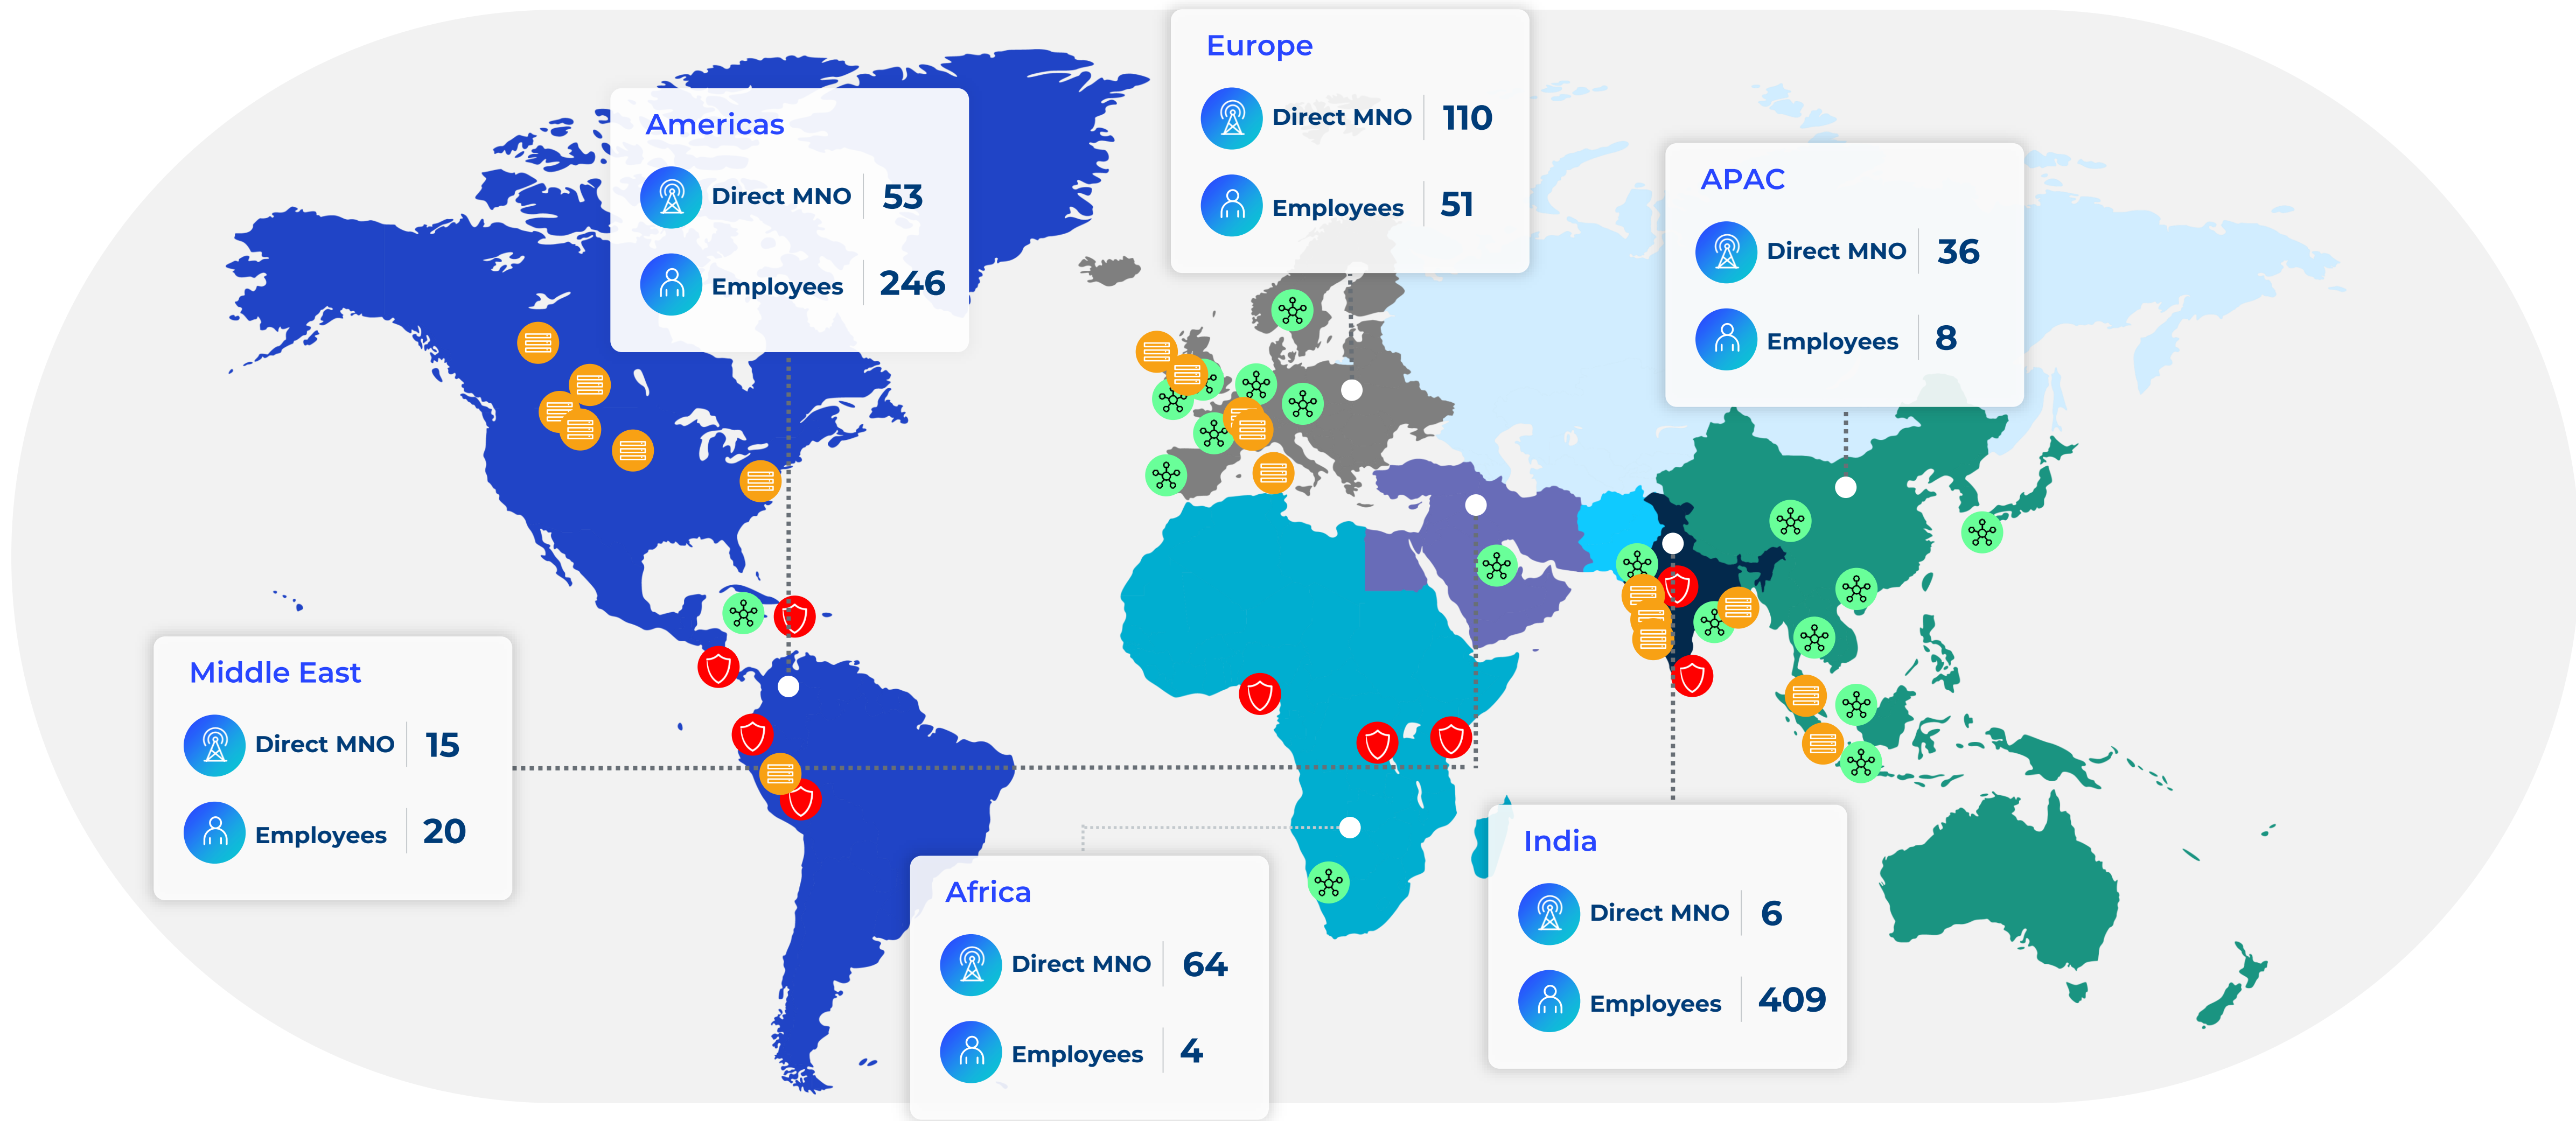 Europe
Direct MNO 110
Employees 51
Americas
Direct MNO 53
Employees 246
APAC
Direct MNO 36
Employees 8
Middle East
Direct MNO 15
Employees 20
India
Direct MNO 6
Employees 409
Africa
Direct MNO 64
Employees 4